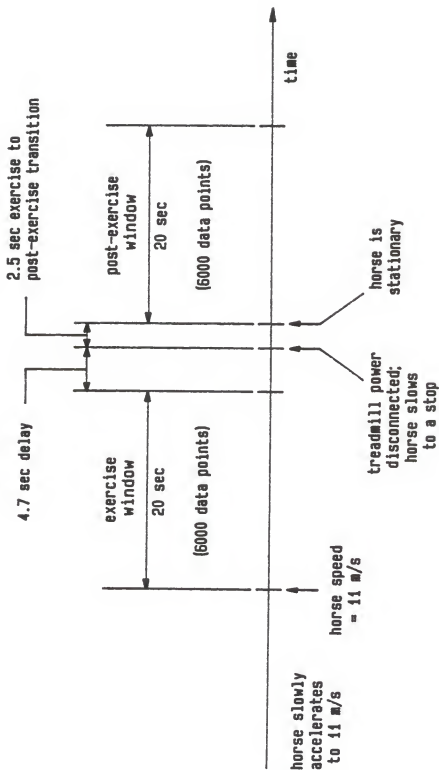 4.7 sec delay
2.5 sec exercise to
post-exercise transition
exercise
window
20 sec
(6000 data points)
post-exercise
window
20 sec
(6000 data points)
time
horse slowly
accelerates
to 11 m/s
horse speed
= 11 m/s
treadmill power
disconnected;
horse slows
to a stop
horse is
stationary